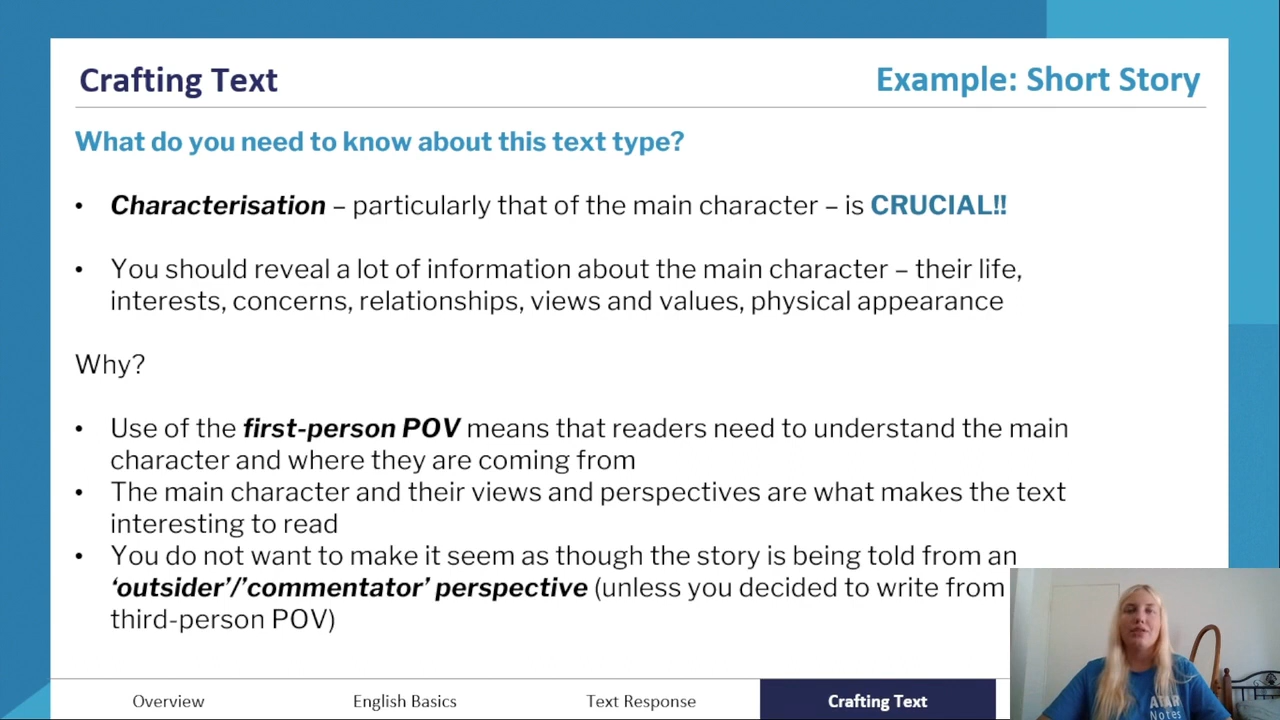 Crafting Text
Example: Short Story
What do you need to know about this text type?
• Characterisation – particularly that of the main character – is CRUCIAL!!
• You should reveal a lot of information about the main character – their life,
interests, concerns, relationships, views and values, physical appearance
Why?
• Use of the first-person POV means that readers need to understand the main
character and where they are coming from
• The main character and their views and perspectives are what makes the text
interesting to read
• You do not want to make it seem as though the story is being told from an
‘outsider’/’commentator’ perspective (unless you decided to write from
third-person POV)
Overview
English Basics
Text Response
Crafting Text
ATAR
Notes